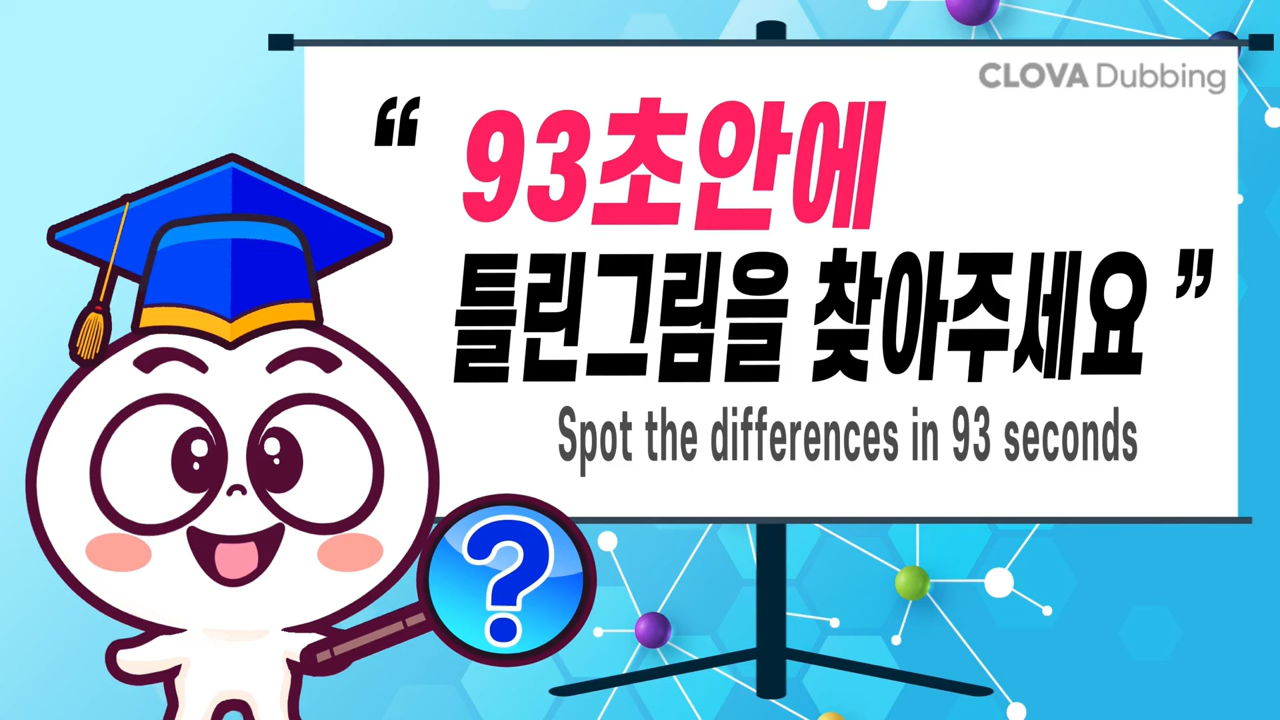 CLOVA Dubbing
“ 93초안에
틀린그림을 찾아주세요 ”
Spot the differences in 93 seconds
?